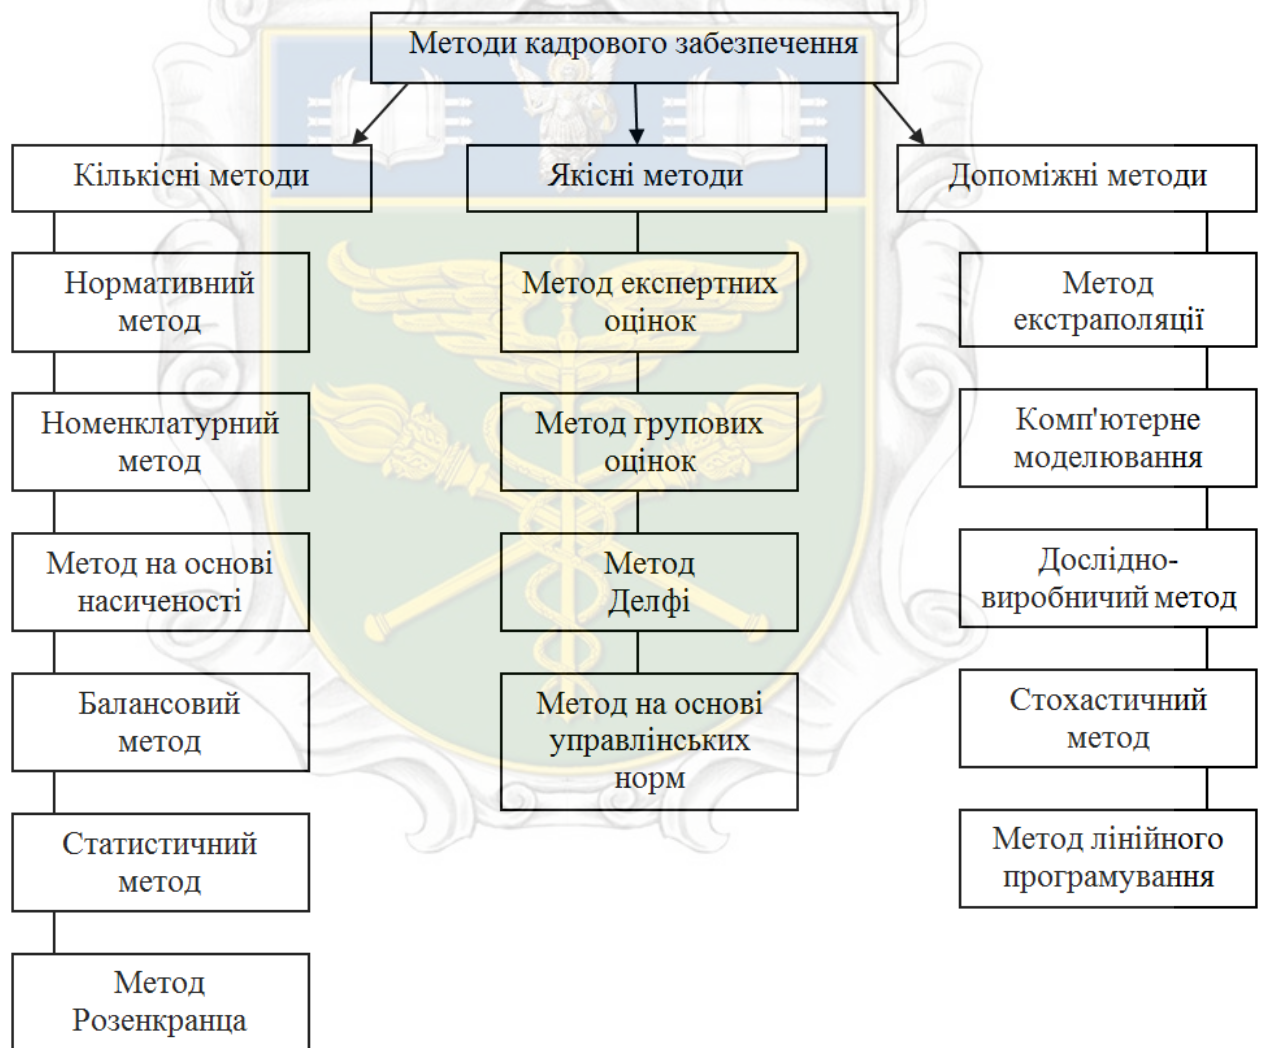 Методи кадрового забезпечення
Кількісні методи
Нормативний
метод
Номенклатурний
метод
Метод на основі
насиченості
Балансовий
метод
Статистичний
метод
Метод
Розенкранца
Якісні методи
Метод експертних
оцінок
Метод групових
оцінок
Метод
Делфі
Метод на основі
управлінських
норм
Допоміжні методи
Метод
екстраполяції
Комп'ютерне
моделювання
Дослідно-
виробничий метод
Стохастичний
метод
Метод лінійного
програмування